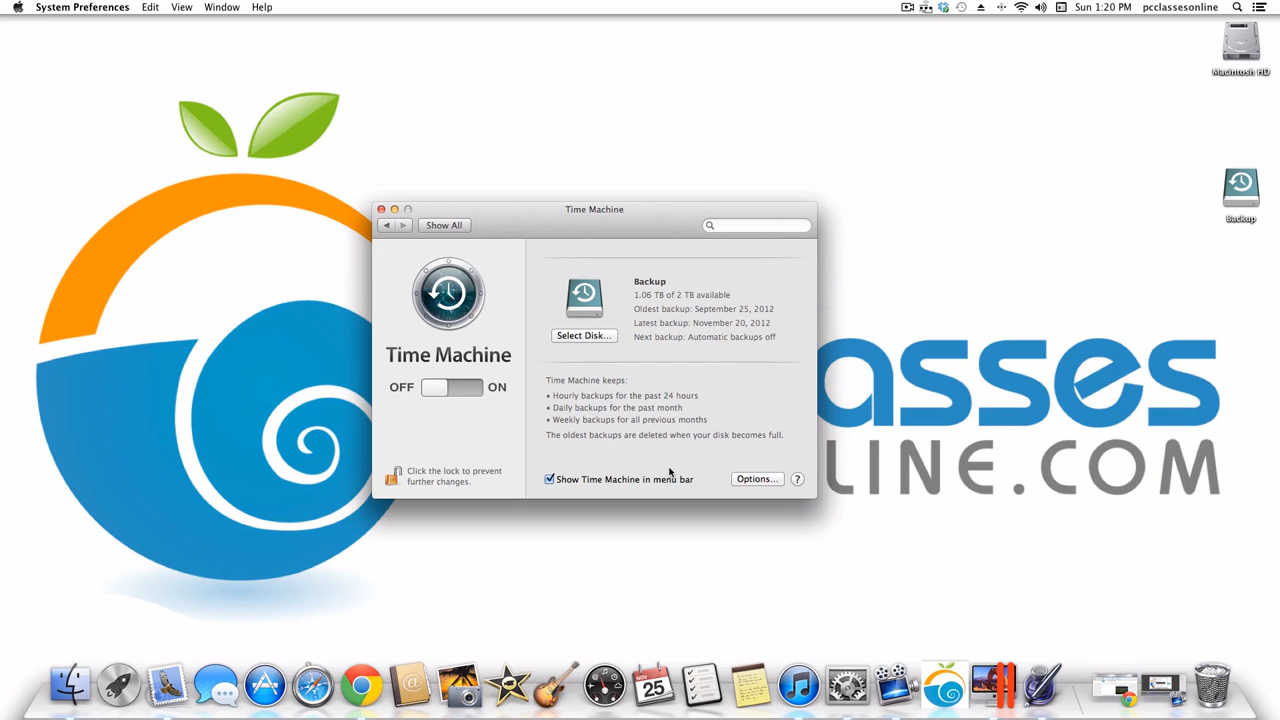 System Preferences Edit View Window Help
Sun 1:20 PM pcclassesonline
Macintosh HD
Backup
Time Machine
Show All
Backup
1.06 TB of 2 TB available
Oldest backup: September 25, 2012
Latest backup: November 20, 2012
Next backup: Automatic backups off
Select Disk...
Time Machine
OFF ON
Time Machine keeps:
• Hourly backups for the past 24 hours
• Daily backups for the past month
• Weekly backups for all previous months
The oldest backups are deleted when your disk becomes full.
Click the lock to prevent
further changes.
Show Time Machine in menu bar
Options...
?
asses
LINE.COM
NOV
25